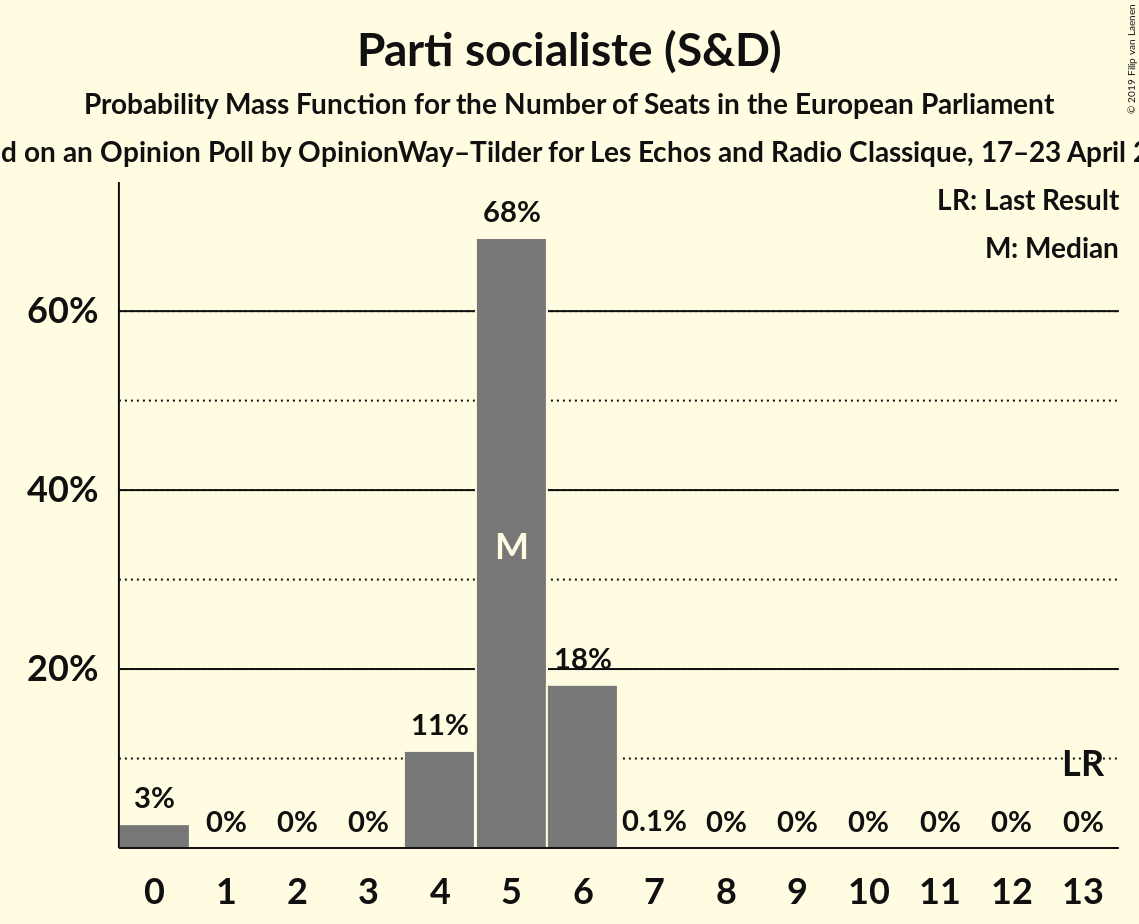 Parti socialiste (S&D)
Probability Mass Function for the Number of Seats in the European Parliament
d on an Opinion Poll by OpinionWay–Tilder for Les Echos and Radio Classique, 17–23 April 2
© 2019 Filip van Laenen
LR: Last Result
M: Median
68%
60%
40%
M
20%
18%
11%
LR
3%
0%
0%
0%
0.1%
0%
0%
0%
0%
0%
0%
0 1 2 3 4 5 6 7 8 9 10 11 12 13